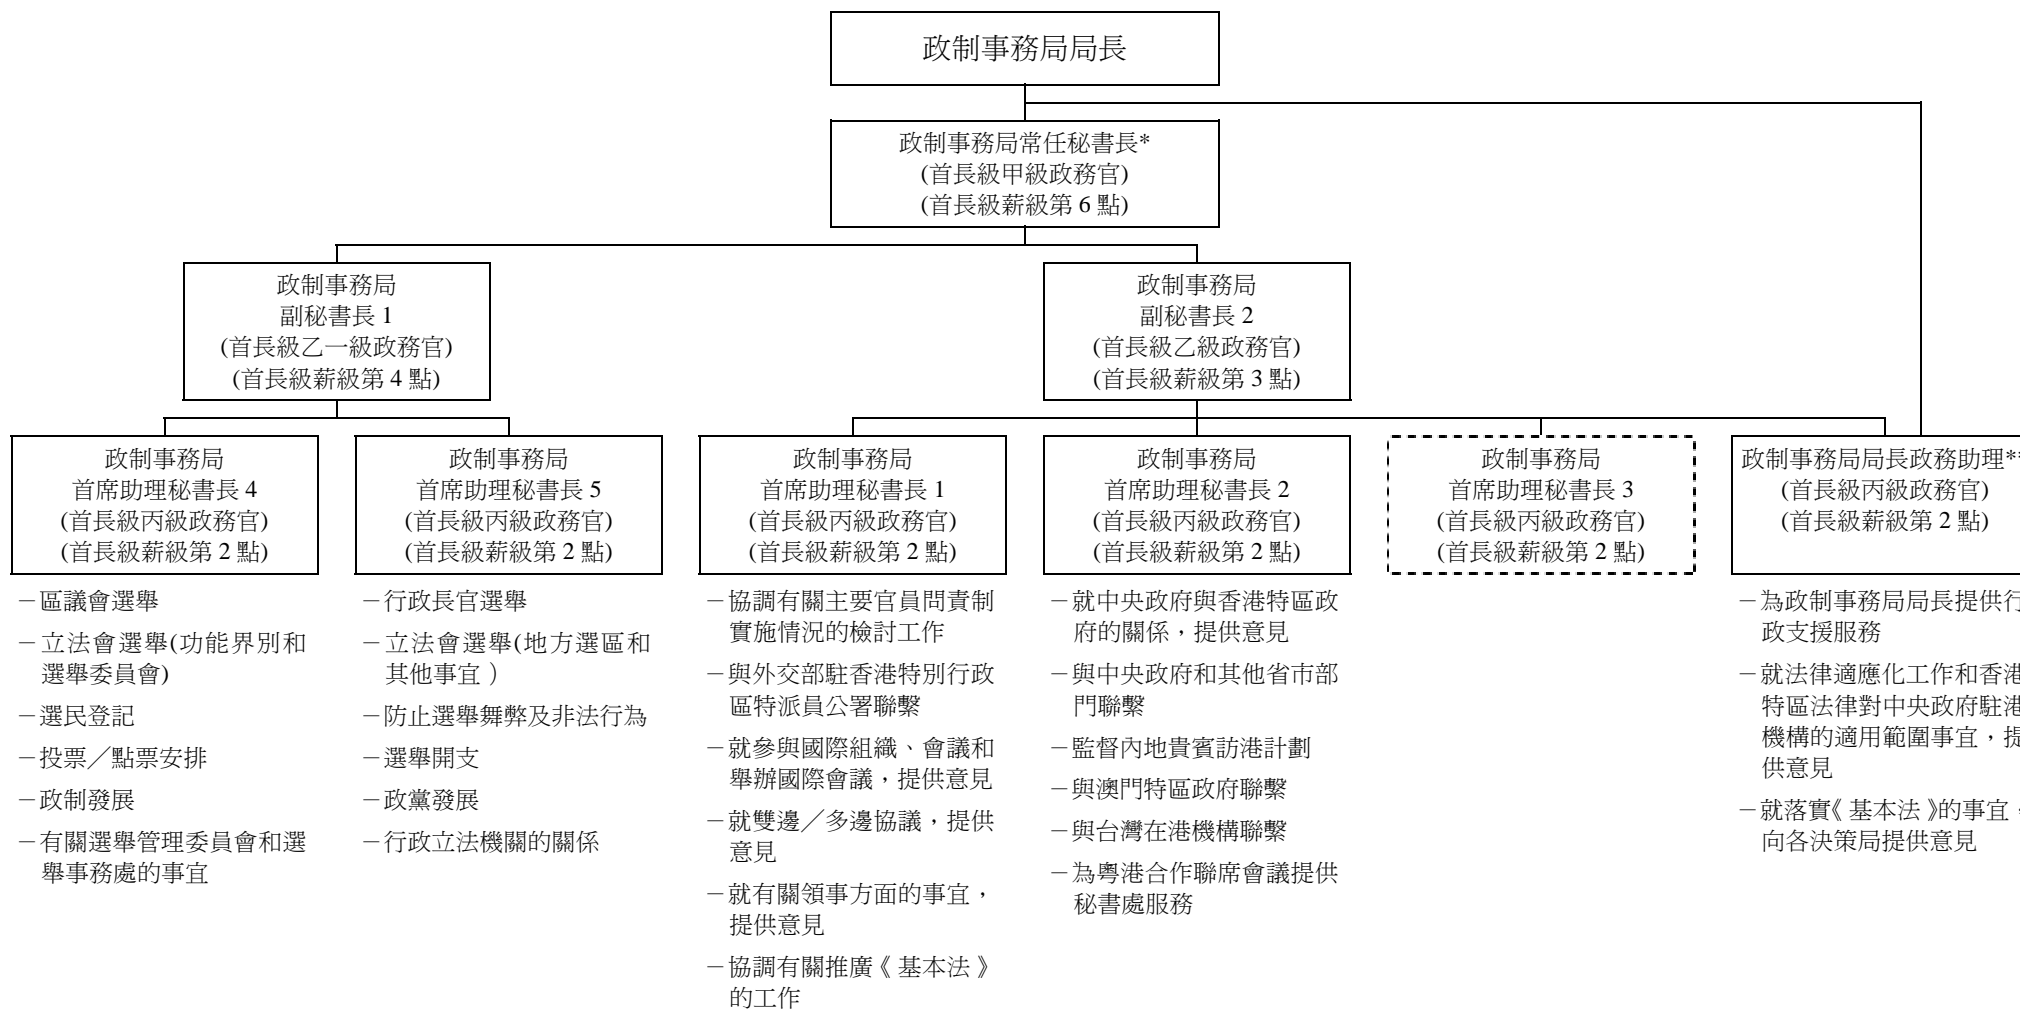 政制事務局局長
政制事務局常任秘書長*
(首長級甲級政務官)
(首長級薪級第 6 點)
政制事務局
副秘書長 1
(首長級乙一級政務官)
(首長級薪級第 4 點)
政制事務局
副秘書長 2
(首長級乙級政務官)
(首長級薪級第 3 點)
政制事務局
首席助理秘書長 4
(首長級丙級政務官)
(首長級薪級第 2 點)
－區議會選舉
－立法會選舉(功能界別和
選舉委員會)
－選民登記
－投票／點票安排
－政制發展
－有關選舉管理委員會和選
舉事務處的事宜
政制事務局
首席助理秘書長 5
(首長級丙級政務官)
(首長級薪級第 2 點)
－行政長官選舉
－立法會選舉(地方選區和
其他事宜）
－防止選舉舞弊及非法行為
－選舉開支
－政黨發展
－行政立法機關的關係
政制事務局
首席助理秘書長 1
(首長級丙級政務官)
(首長級薪級第 2 點)
－協調有關主要官員問責制
實施情況的檢討工作
－與外交部駐香港特別行政
區特派員公署聯繫
－就參與國際組織、會議和
舉辦國際會議，提供意見
－就雙邊／多邊協議，提供
意見
－就有關領事方面的事宜，
提供意見
－協調有關推廣《基本法》
的工作
政制事務局
首席助理秘書長 2
(首長級丙級政務官)
(首長級薪級第 2 點)
－就中央政府與香港特區政
府的關係，提供意見
－與中央政府和其他省市部
門聯繫
－監督內地貴賓訪港計劃
－與澳門特區政府聯繫
－與台灣在港機構聯繫
－為粵港合作聯席會議提供
秘書處服務
政制事務局
首席助理秘書長 3
(首長級丙級政務官)
(首長級薪級第 2 點)
政制事務局局長政務助理**
(首長級丙級政務官)
(首長級薪級第 2 點)
－為政制事務局局長提供行
政支援服務
－就法律適應化工作和香港
特區法律對中央政府駐港
機構的適用範圍事宜，提
供意見
－就落實《基本法》的事宜，
向各決策局提供意見